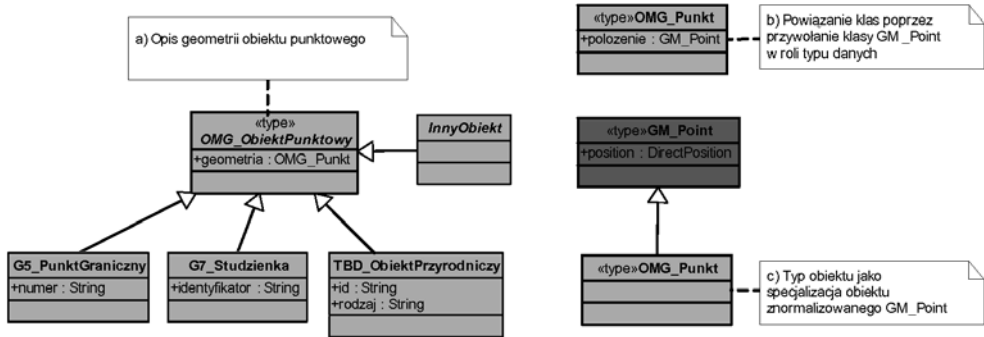 a) Opis geometrii obiektu punktowego
«type»
OMG_ObiektPunktowy
+geometria : OMG_Punkt
InnyObiekt
G5_PunktGraniczny
+numer : String
G7_Studzienka
+identyfikator : String
TBD_ObiektPrzyrodniczy
+id : String
+rodzaj : String
«type»OMG_Punkt
+polozenie : GM_Point
b) Powiązanie klas poprzez
przywołanie klasy GM _Point
w roli typu danych
«type»GM_Point
+position : DirectPosition
«type»OMG_Punkt
c) Typ obiektu jako
specjalizacja obiektu
znormalizowanego GM_Point